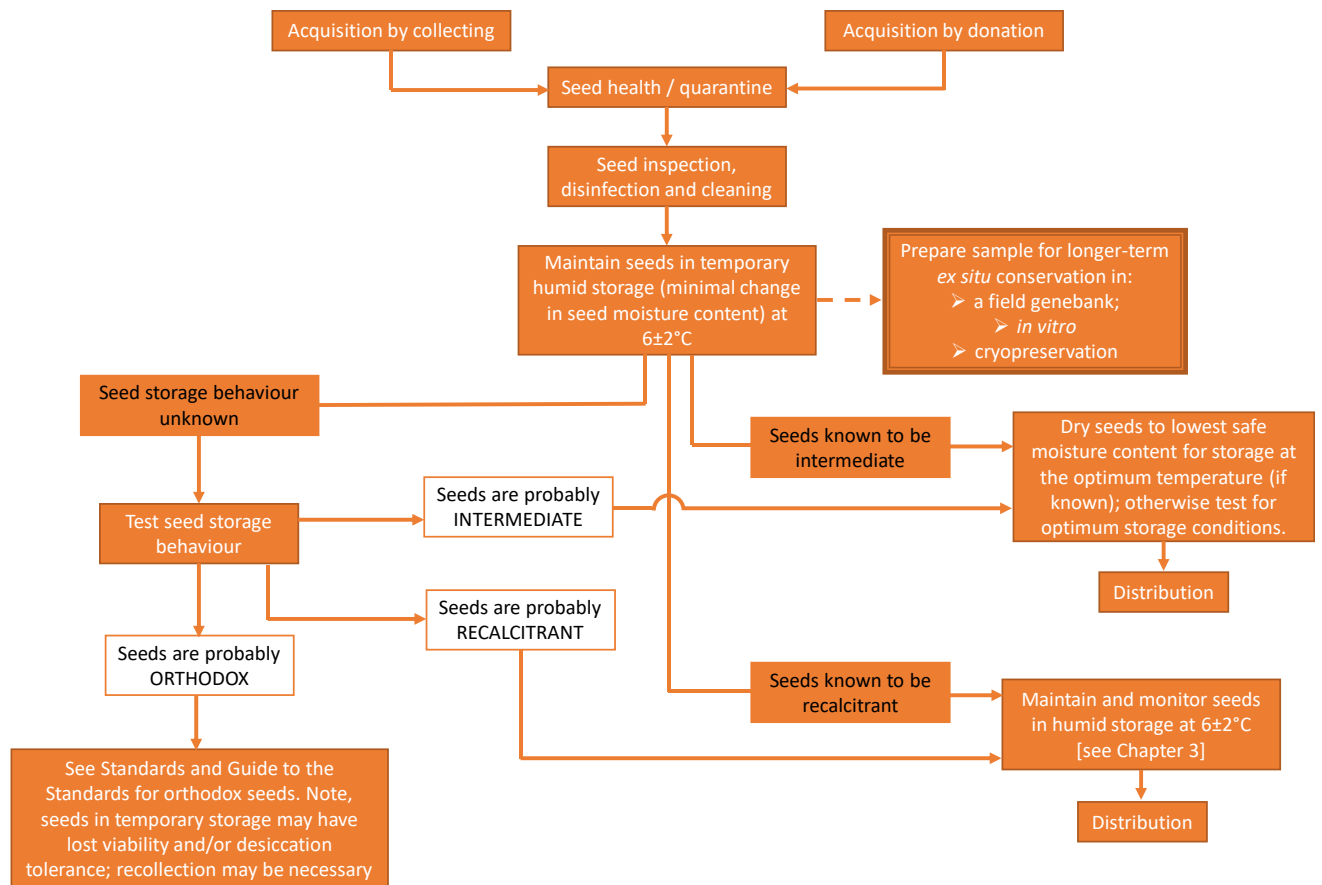 Acquisition by collecting
Acquisition by donation
Seed health / quarantine
Seed inspection,
disinfection and cleaning
Maintain seeds in temporary
humid storage (minimal change
in seed moisture content) at
6±2°C
Prepare sample for longer-term
ex situ conservation in:
➢ a field genebank;
➢ in vitro
➢ cryopreservation
Seed storage behaviour
unknown
Seeds known to be
intermediate
Dry seeds to lowest safe
moisture content for storage at
the optimum temperature (if
known); otherwise test for
optimum storage conditions.
Seeds are probably
INTERMEDIATE
Test seed storage
behaviour
Distribution
Seeds are probably
RECALCITRANT
Seeds are probably
ORTHODOX
Seeds known to be
recalcitrant
Maintain and monitor seeds
in humid storage at 6±2°C
[see Chapter 3]
See Standards and Guide to the
Standards for orthodox seeds. Note,
seeds in temporary storage may have
lost viability and/or desiccation
tolerance; recollection may be necessary
Distribution